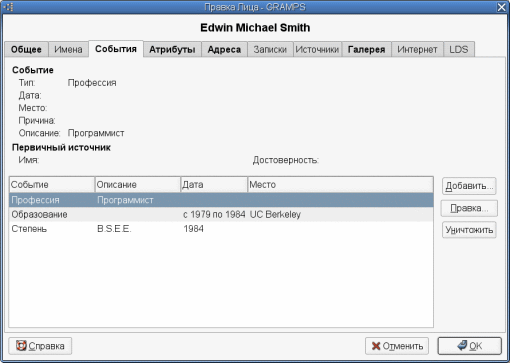 Правка Лица - GRAMPS
Edwin Michael Smith
Общее Имена События Атрибуты Адреса Записки Источники Галерея Интернет LDS
Событие
Тип: Профессия
Дата:
Место:
Причина:
Описание: Программист
Первичный источник
Имя: Достоверность:
Событие Описание Дата Место
Профессия Программист
Образование с 1979 по 1984 UC Berkeley
Степень B.S.E.E. 1984
Добавить...
Правка...
Уничтожить
Справка Отменить OK